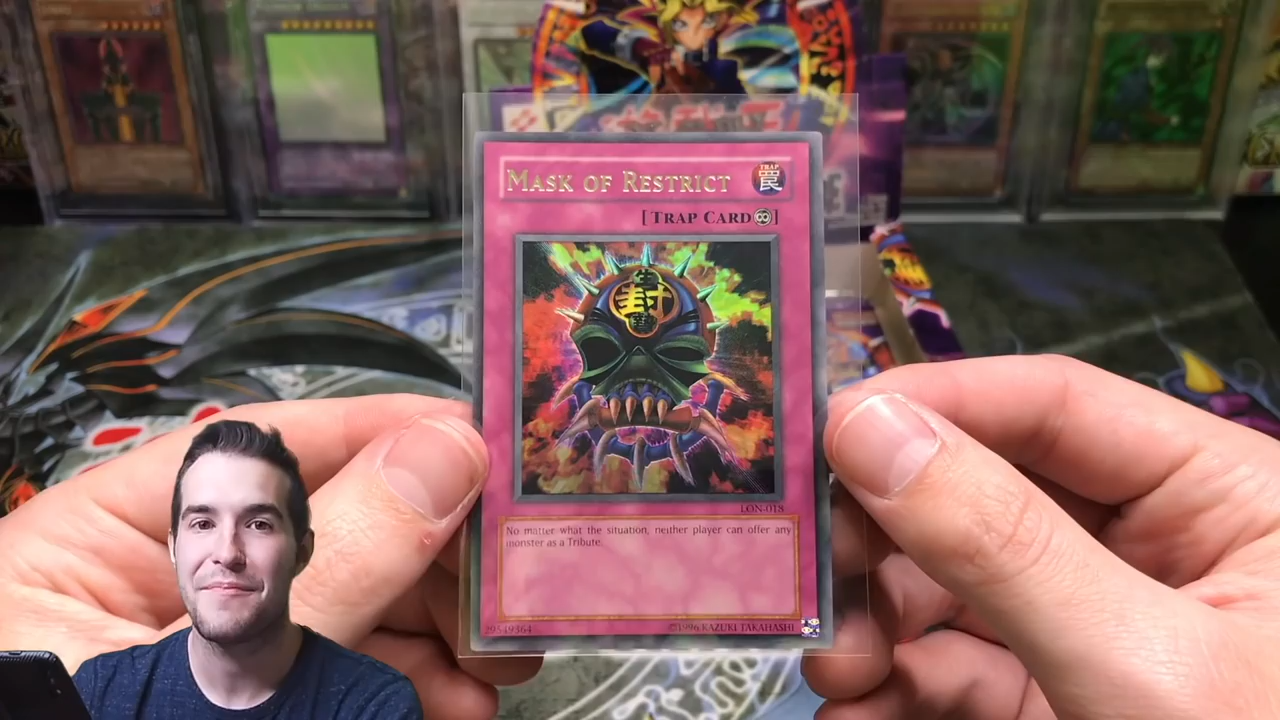 MASK OF RESTRICT
TRAP
罠
[TRAP CARD]
封
LON-018
No matter what the situation, neither player can offer any
monster as a Tribute.
29549364
©1996 KAZUKI TAKAHASHI